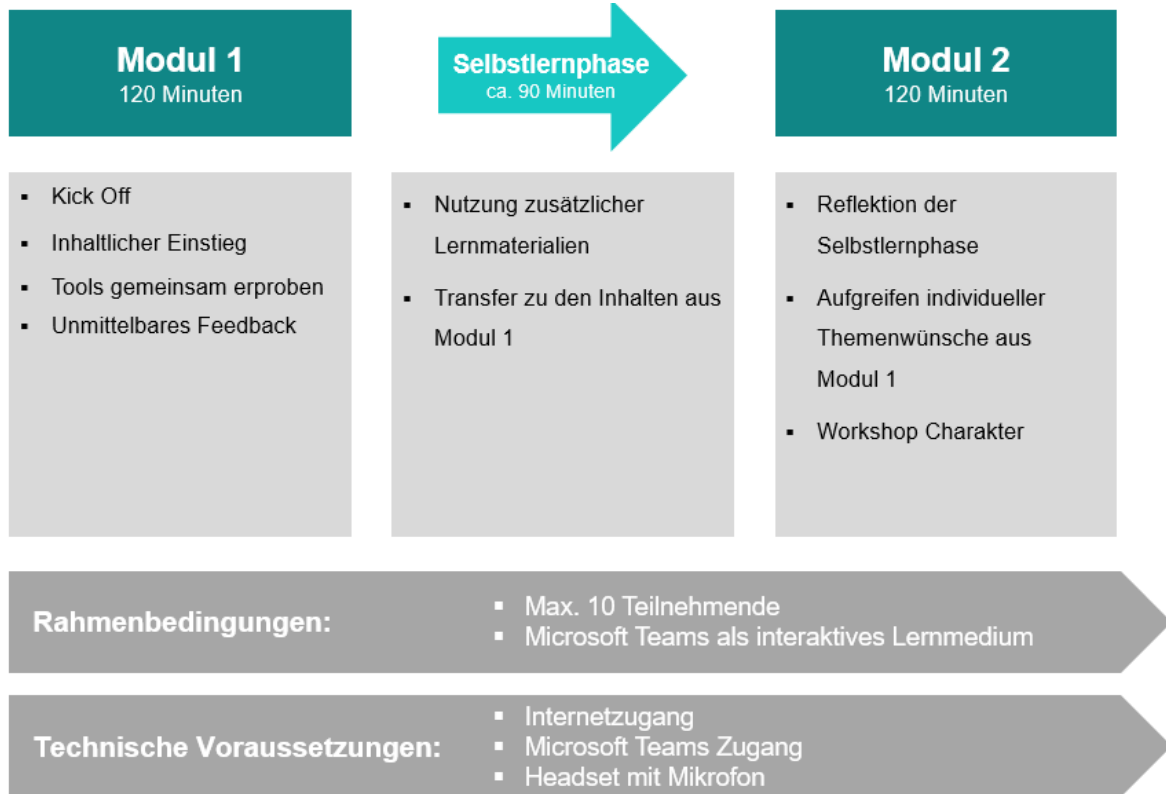 Modul 1
120 Minuten
Selbstlernphase
ca. 90 Minuten
Modul 2
120 Minuten
▪ Kick Off
▪ Inhaltlicher Einstieg
▪ Tools gemeinsam erproben
▪ Unmittelbares Feedback
▪ Nutzung zusätzlicher
Lernmaterialien
▪ Transfer zu den Inhalten aus
Modul 1
▪ Reflektion der
Selbstlernphase
▪ Aufgreifen individueller
Themenwünsche aus
Modul 1
▪ Workshop Charakter
Rahmenbedingungen:
▪ Max. 10 Teilnehmende
▪ Microsoft Teams als interaktives Lernmedium
Technische Voraussetzungen:
▪ Internetzugang
▪ Microsoft Teams Zugang
▪ Headset mit Mikrofon